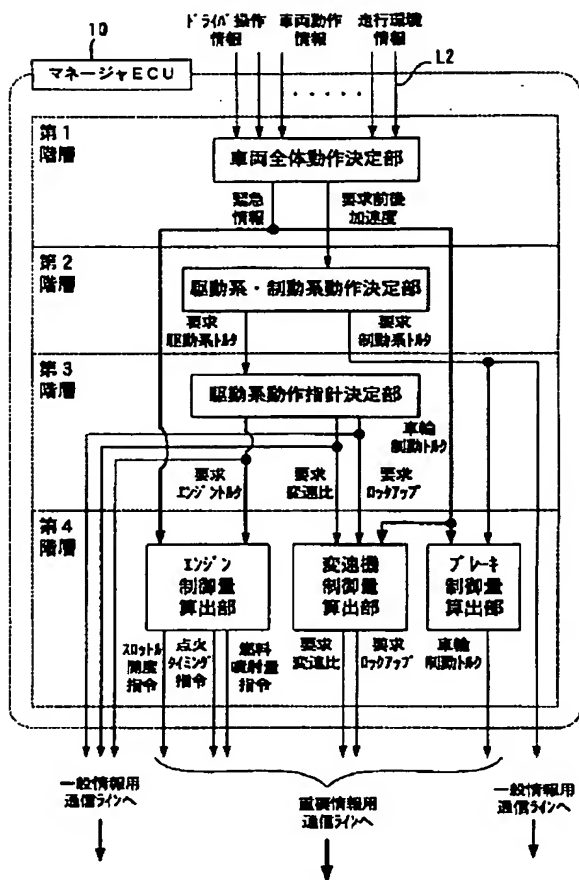 10
マネージャECU
ドライバ操作
情報
車両動作
情報
走行環境
情報
L2
第1
階層
車両全体動作決定部
緊急
情報
要求前後
加速度
第2
階層
駆動系・制動系動作決定部
要求
駆動系トルク
要求
制動系トルク
第3
階層
駆動系動作指針決定部
車輪
制動トルク
要求
エンジントルク
要求
変速比
要求
ロックアップ
第4
階層
エンジン
制御量
算出部
変速機
制御量
算出部
ブレーキ
制御量
算出部
スロットル
開度
指令
点火
タイミング
指令
燃料
噴射量
指令
要求
変速比
要求
ロックアップ
車輪
制動トルク
一般情報用
通信ラインへ
重要情報用
通信ラインへ
一般情報用
通信ラインへ